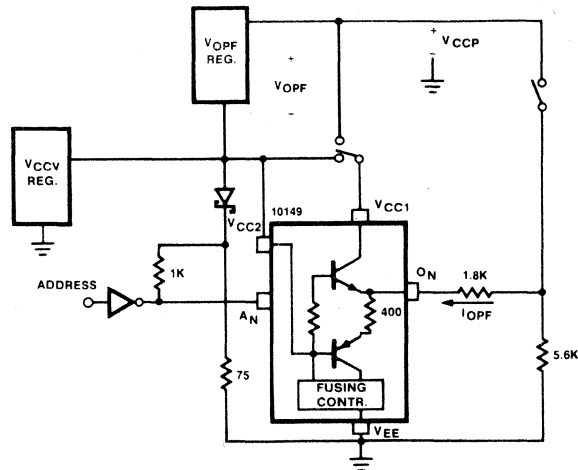 VOPF
REG.
+
VOPF
−
+
VCCP
−
VCCV
REG.
VCC2
10149
VCC1
1K
ADDRESS
AN
ON
1.8K
IOPF
400
75
5.6K
FUSING
CONTR.
VEE